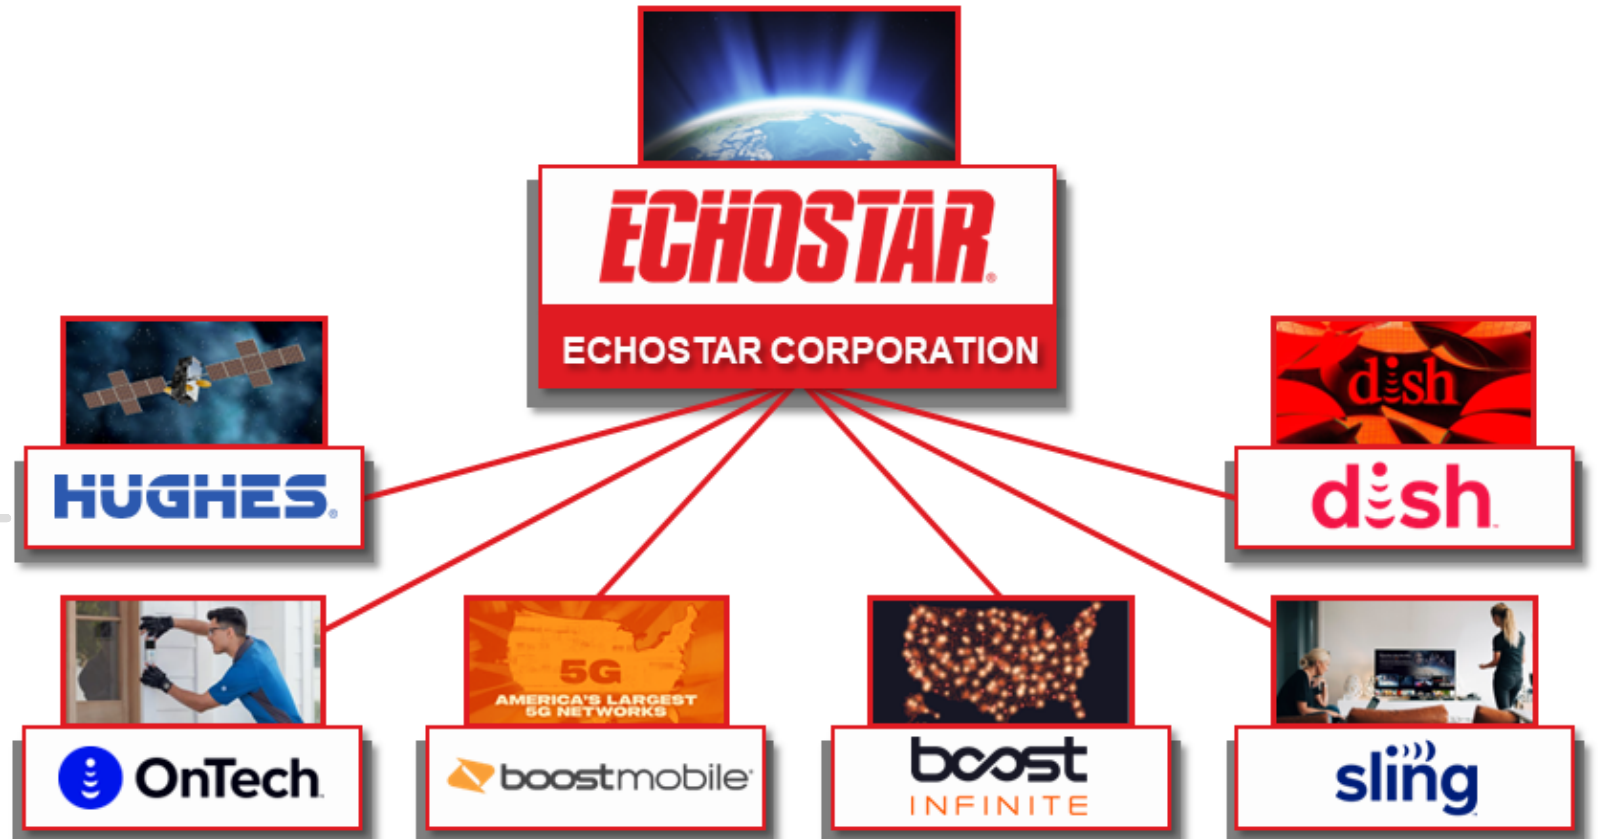 ECHOSTAR®
ECHOSTAR CORPORATION
HUGHES®
dish
dish
OnTech
5G
AMERICA'S LARGEST
5G NETWORKS
boostmobile
boost
INFINITE
sling